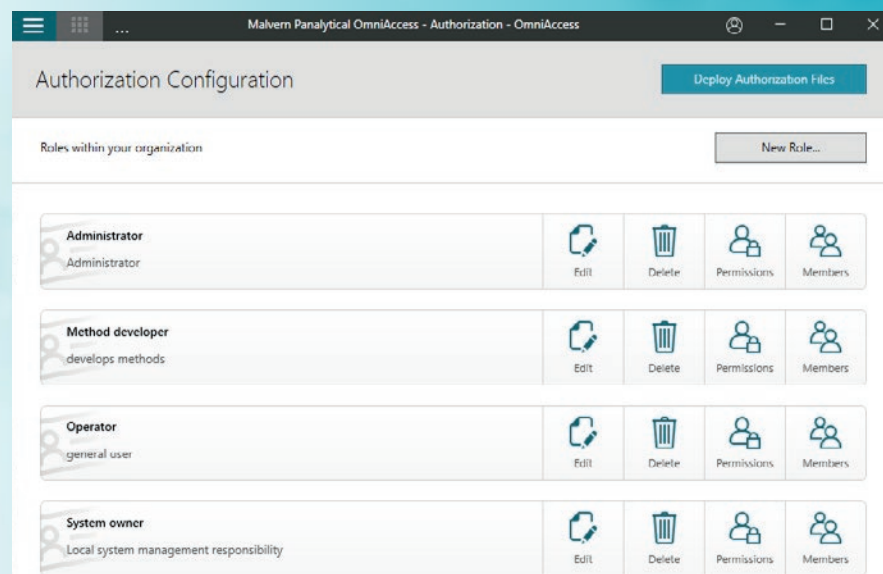 ... Malvern Panalytical OmniAccess - Authorization - OmniAccess
Authorization Configuration
Deploy Authorization Files
Roles within your organization
New Role...
Administrator
Administrator
Edit Delete Permissions Members
Method developer
develops methods
Edit Delete Permissions Members
Operator
general user
Edit Delete Permissions Members
System owner
Local system management responsibility
Edit Delete Permissions Members